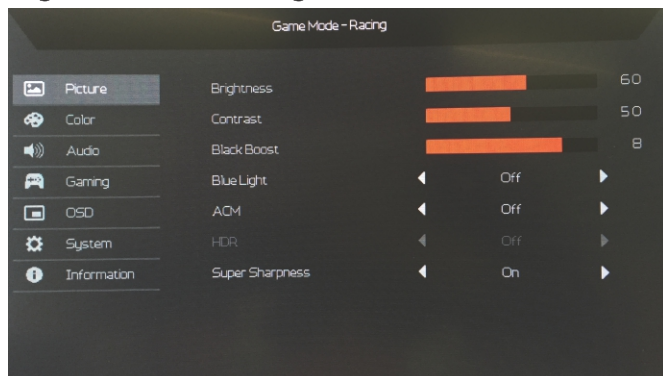 Game Mode - Racing
Picture
Brightness 60
Color
Contrast 50
Audio
Black Boost 8
Gaming
Blue Light Off
OSD
ACM Off
System
HDR Off
Information
Super Sharpness On